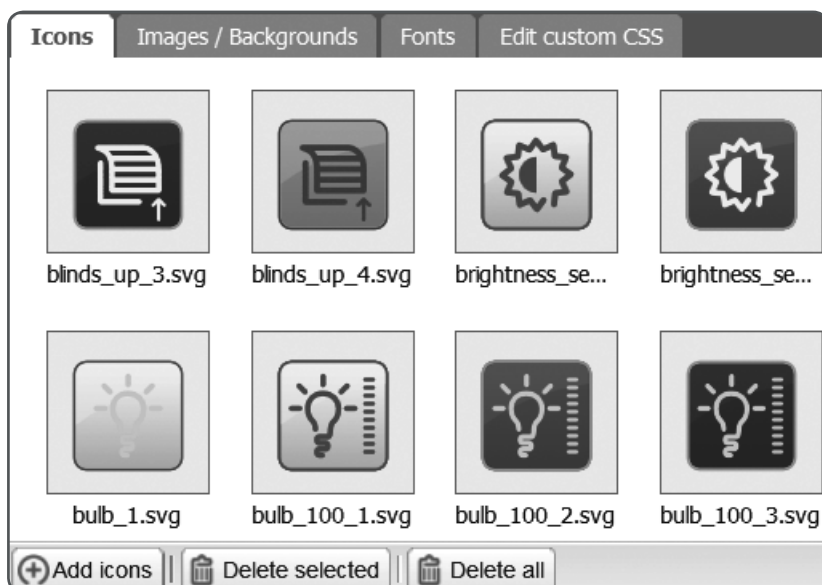 Icons Images / Backgrounds Fonts Edit custom CSS
blinds_up_3.svg blinds_up_4.svg brightness_se... brightness_se...
bulb_1.svg bulb_100_1.svg bulb_100_2.svg bulb_100_3.svg
Add icons Delete selected Delete all